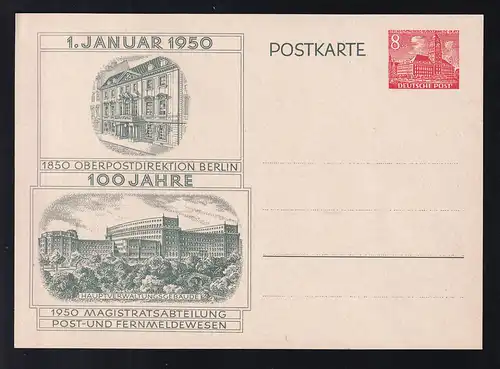 1. JANUAR 1950
POSTKARTE
8
DEUTSCHE POST
1850 OBERPOSTDIREKTION BERLIN
100 JAHRE
HAUPTVERWALTUNGSGEBÄUDE
1950 MAGISTRATSABTEILUNG
POST- UND FERNMELDEWESEN